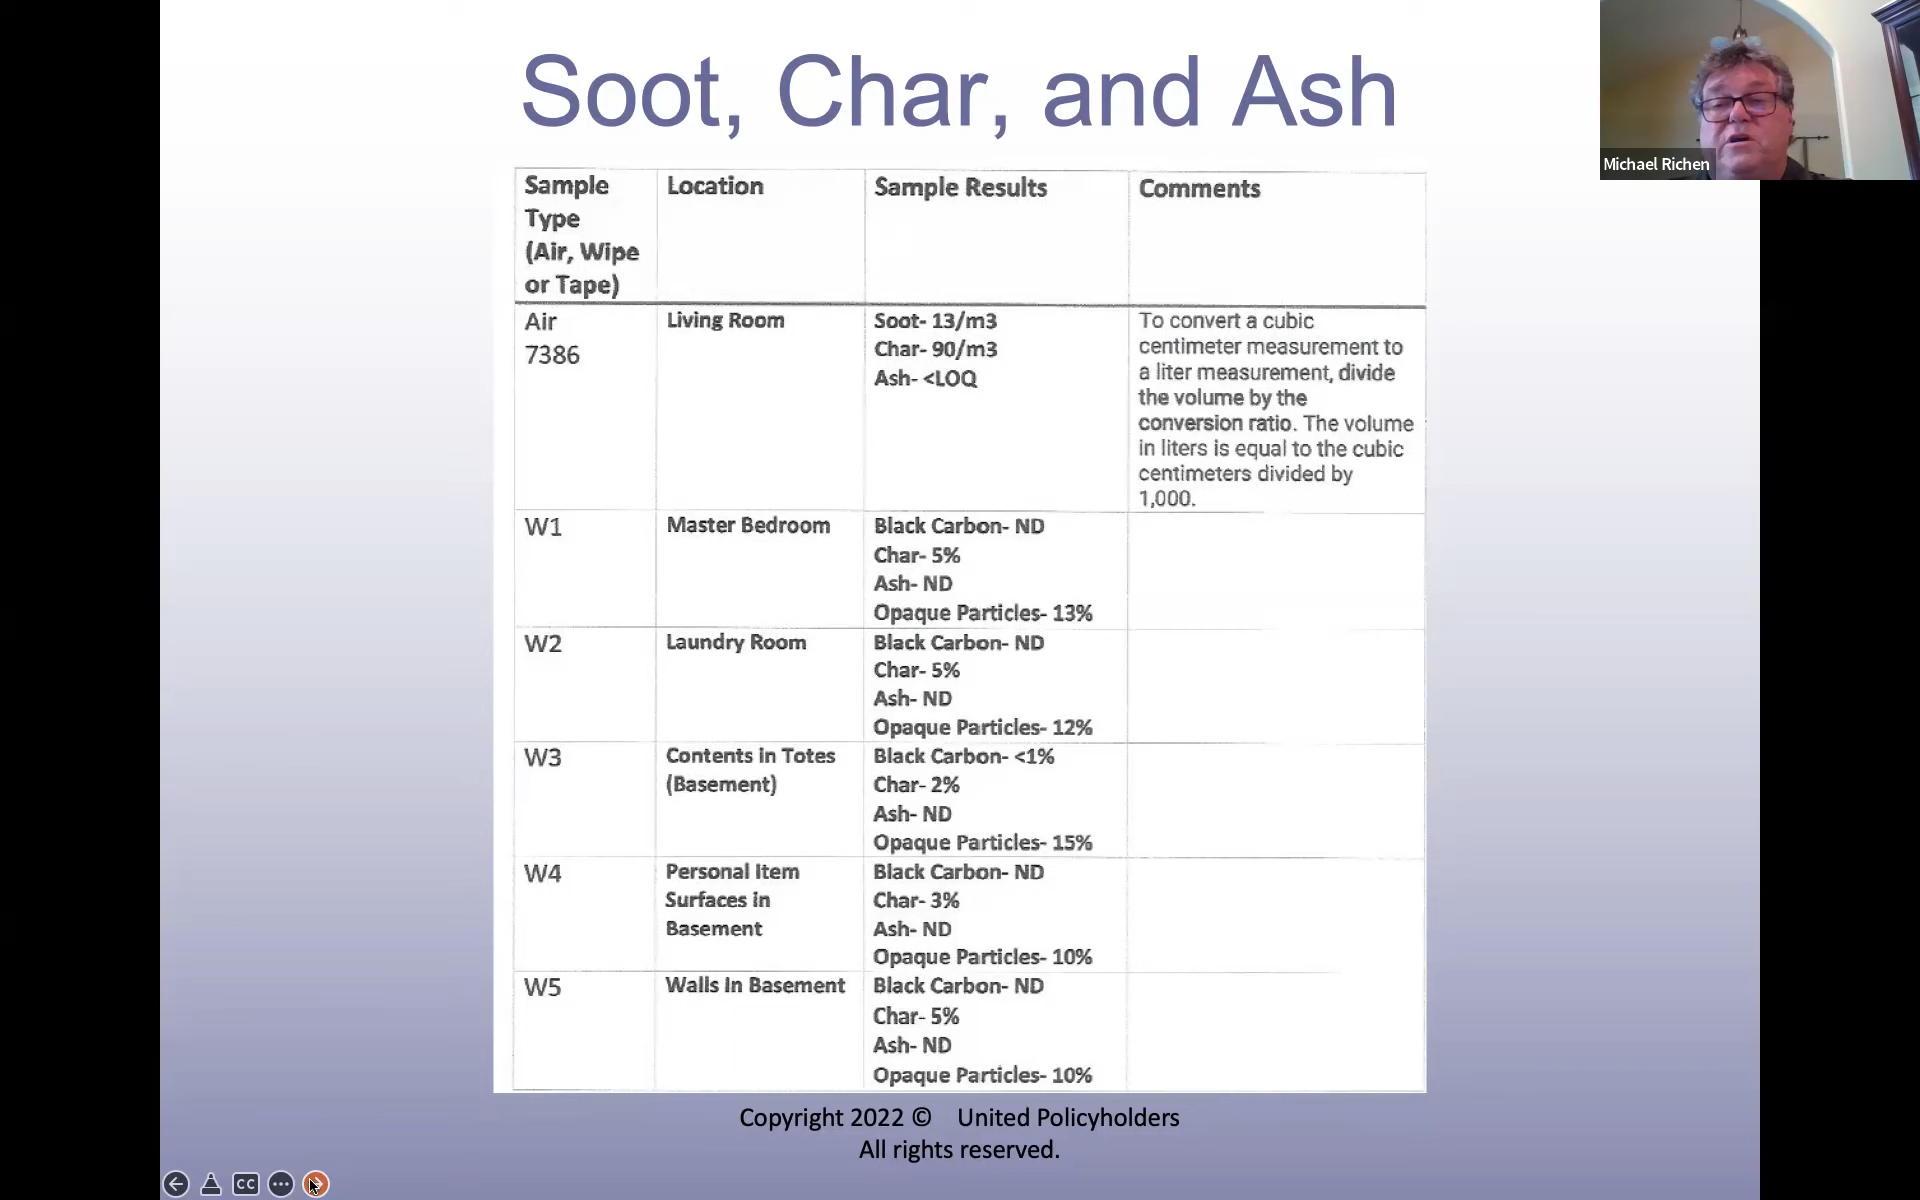 Soot, Char, and Ash
Michael Richen
Sample
Type
(Air, Wipe
or Tape)
Location
Sample Results
Comments
Air
7386
Living Room
Soot- 13/m3
Char- 90/m3
Ash- <LOQ
To convert a cubic
centimeter measurement to
a liter measurement, divide
the volume by the
conversion ratio. The volume
in liters is equal to the cubic
centimeters divided by
1,000.
W1
Master Bedroom
Black Carbon- ND
Char- 5%
Ash- ND
Opaque Particles- 13%
W2
Laundry Room
Black Carbon- ND
Char- 5%
Ash- ND
Opaque Particles- 12%
W3
Contents in Totes
(Basement)
Black Carbon- <1%
Char- 2%
Ash- ND
Opaque Particles- 15%
W4
Personal Item
Surfaces in
Basement
Black Carbon- ND
Char- 3%
Ash- ND
Opaque Particles- 10%
W5
Walls In Basement
Black Carbon- ND
Char- 5%
Ash- ND
Opaque Particles- 10%
Copyright 2022 © United Policyholders
All rights reserved.
CC